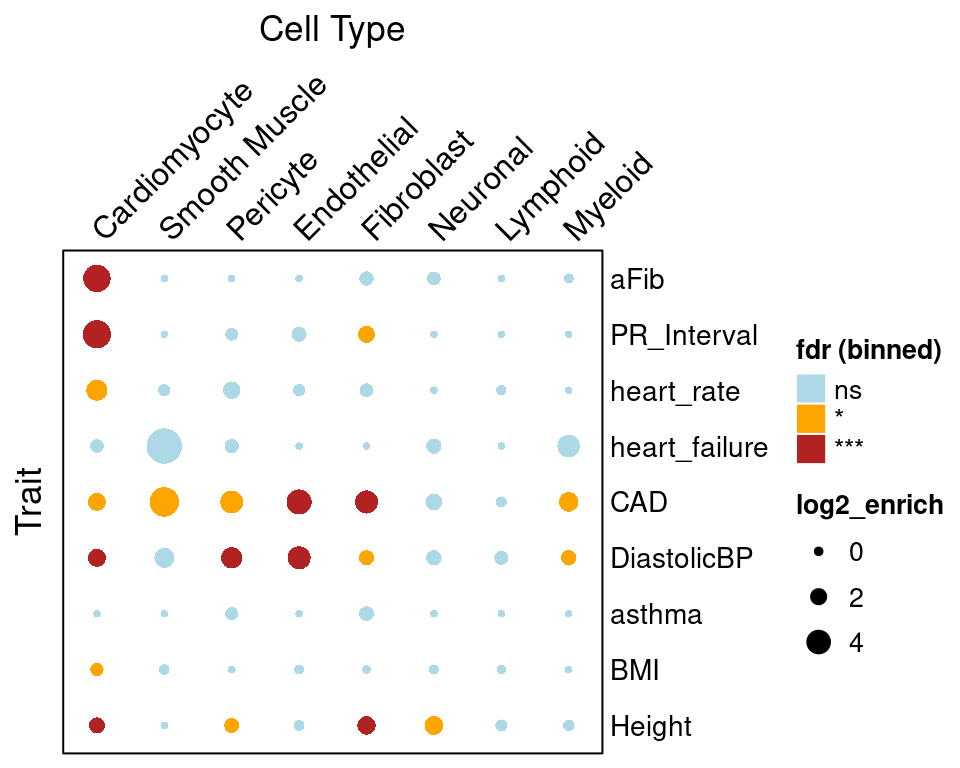 Cell Type
Cardiomyocyte
Smooth Muscle
Pericyte
Endothelial
Fibroblast
Neuronal
Lymphoid
Myeloid
Trait
aFib
PR_Interval
heart_rate
heart_failure
CAD
DiastolicBP
asthma
BMI
Height
fdr (binned)
ns
*
***
log2_enrich
0
2
4